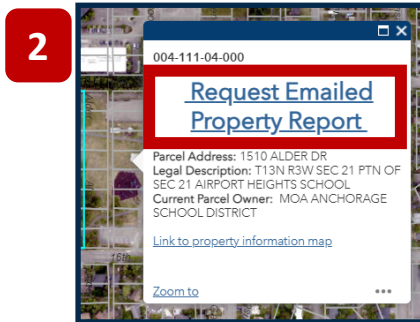 2
004-111-04-000
Request Emailed
Property Report
Parcel Address: 1510 ALDER DR
Legal Description: T13N R3W SEC 21 PTN OF
SEC 21 AIRPORT HEIGHTS SCHOOL
Current Parcel Owner: MOA ANCHORAGE
SCHOOL DISTRICT
Link to property information map
16th
Zoom to